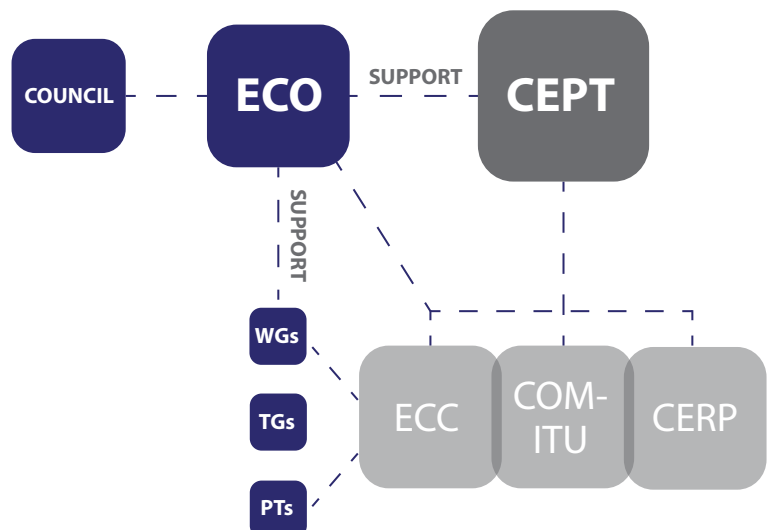 COUNCIL
ECO
SUPPORT
CEPT
SUPPORT
WGs
TGs
PTs
ECC
COM-
ITU
CERP